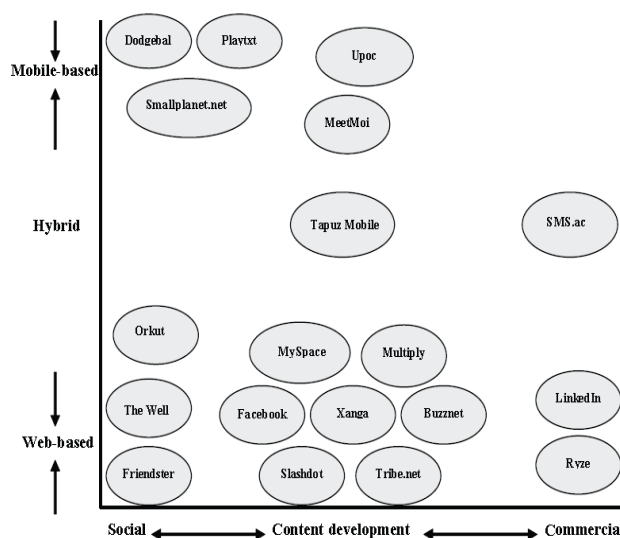 Dodgebal
Playtxt
Upoc
Mobile-based
Smallplanet.net
MeetMoi
Hybrid
Tapuz Mobile
SMS.ac
Orkut
MySpace
Multiply
LinkedIn
The Well
Facebook
Xanga
Buzznet
Web-based
Ryze
Friendster
Slashdot
Tribe.net
Social
Content development
Commercia